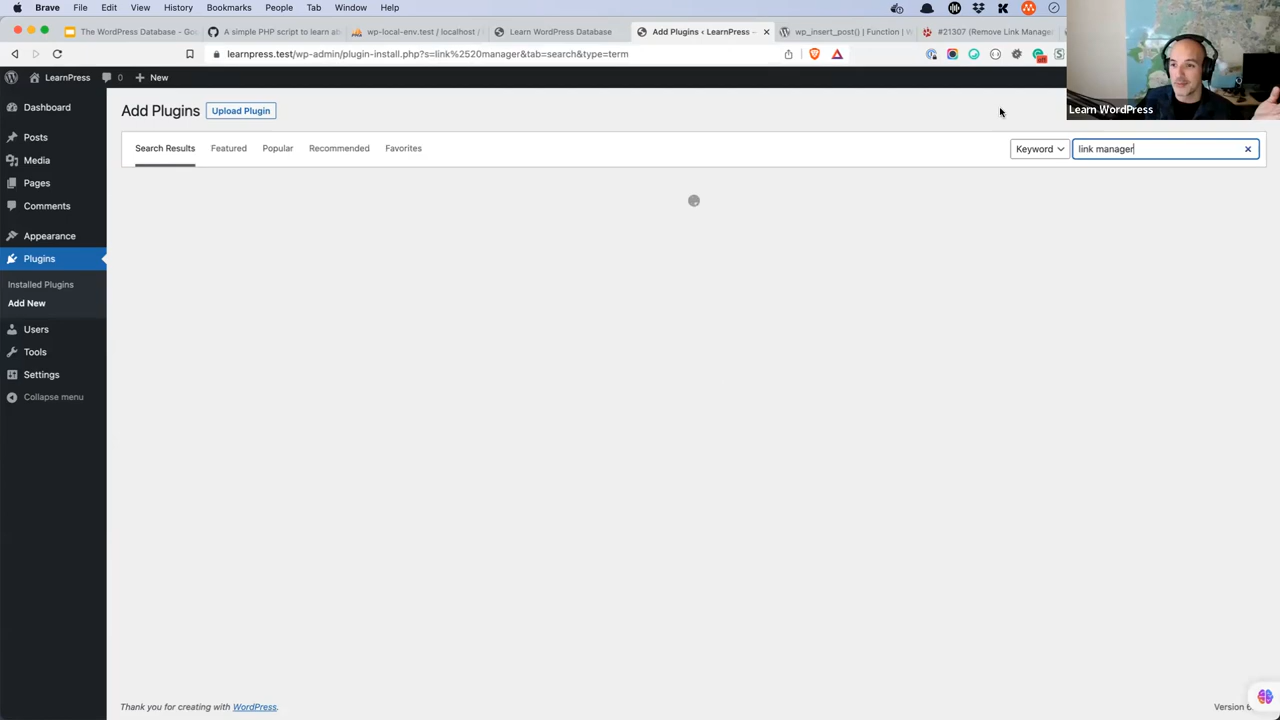 Brave File Edit View History Bookmarks People Tab Window Help
The WordPress Database - Go
A simple PHP script to learn ab
wp-local-env.test / localhost /
Learn WordPress Database
Add Plugins ‹ LearnPress –
wp_insert_post() | Function | W
#21307 (Remove Link Manager
learnpress.test/wp-admin/plugin-install.php?s=link%2520manager&tab=search&type=term
Learn WordPress
LearnPress 0 New
Dashboard
Posts
Media
Pages
Comments
Appearance
Plugins
Installed Plugins
Add New
Users
Tools
Settings
Collapse menu
Add Plugins Upload Plugin
Search Results Featured Popular Recommended Favorites
Keyword link manager
Thank you for creating with WordPress.
Version 6